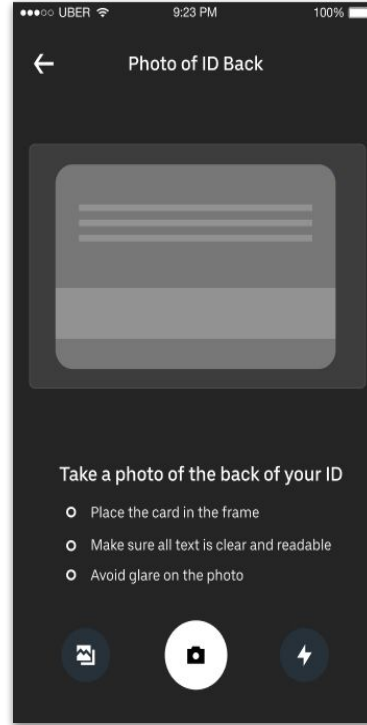 UBER 9:23 PM 100%
Photo of ID Back
Take a photo of the back of your ID
Place the card in the frame
Make sure all text is clear and readable
Avoid glare on the photo